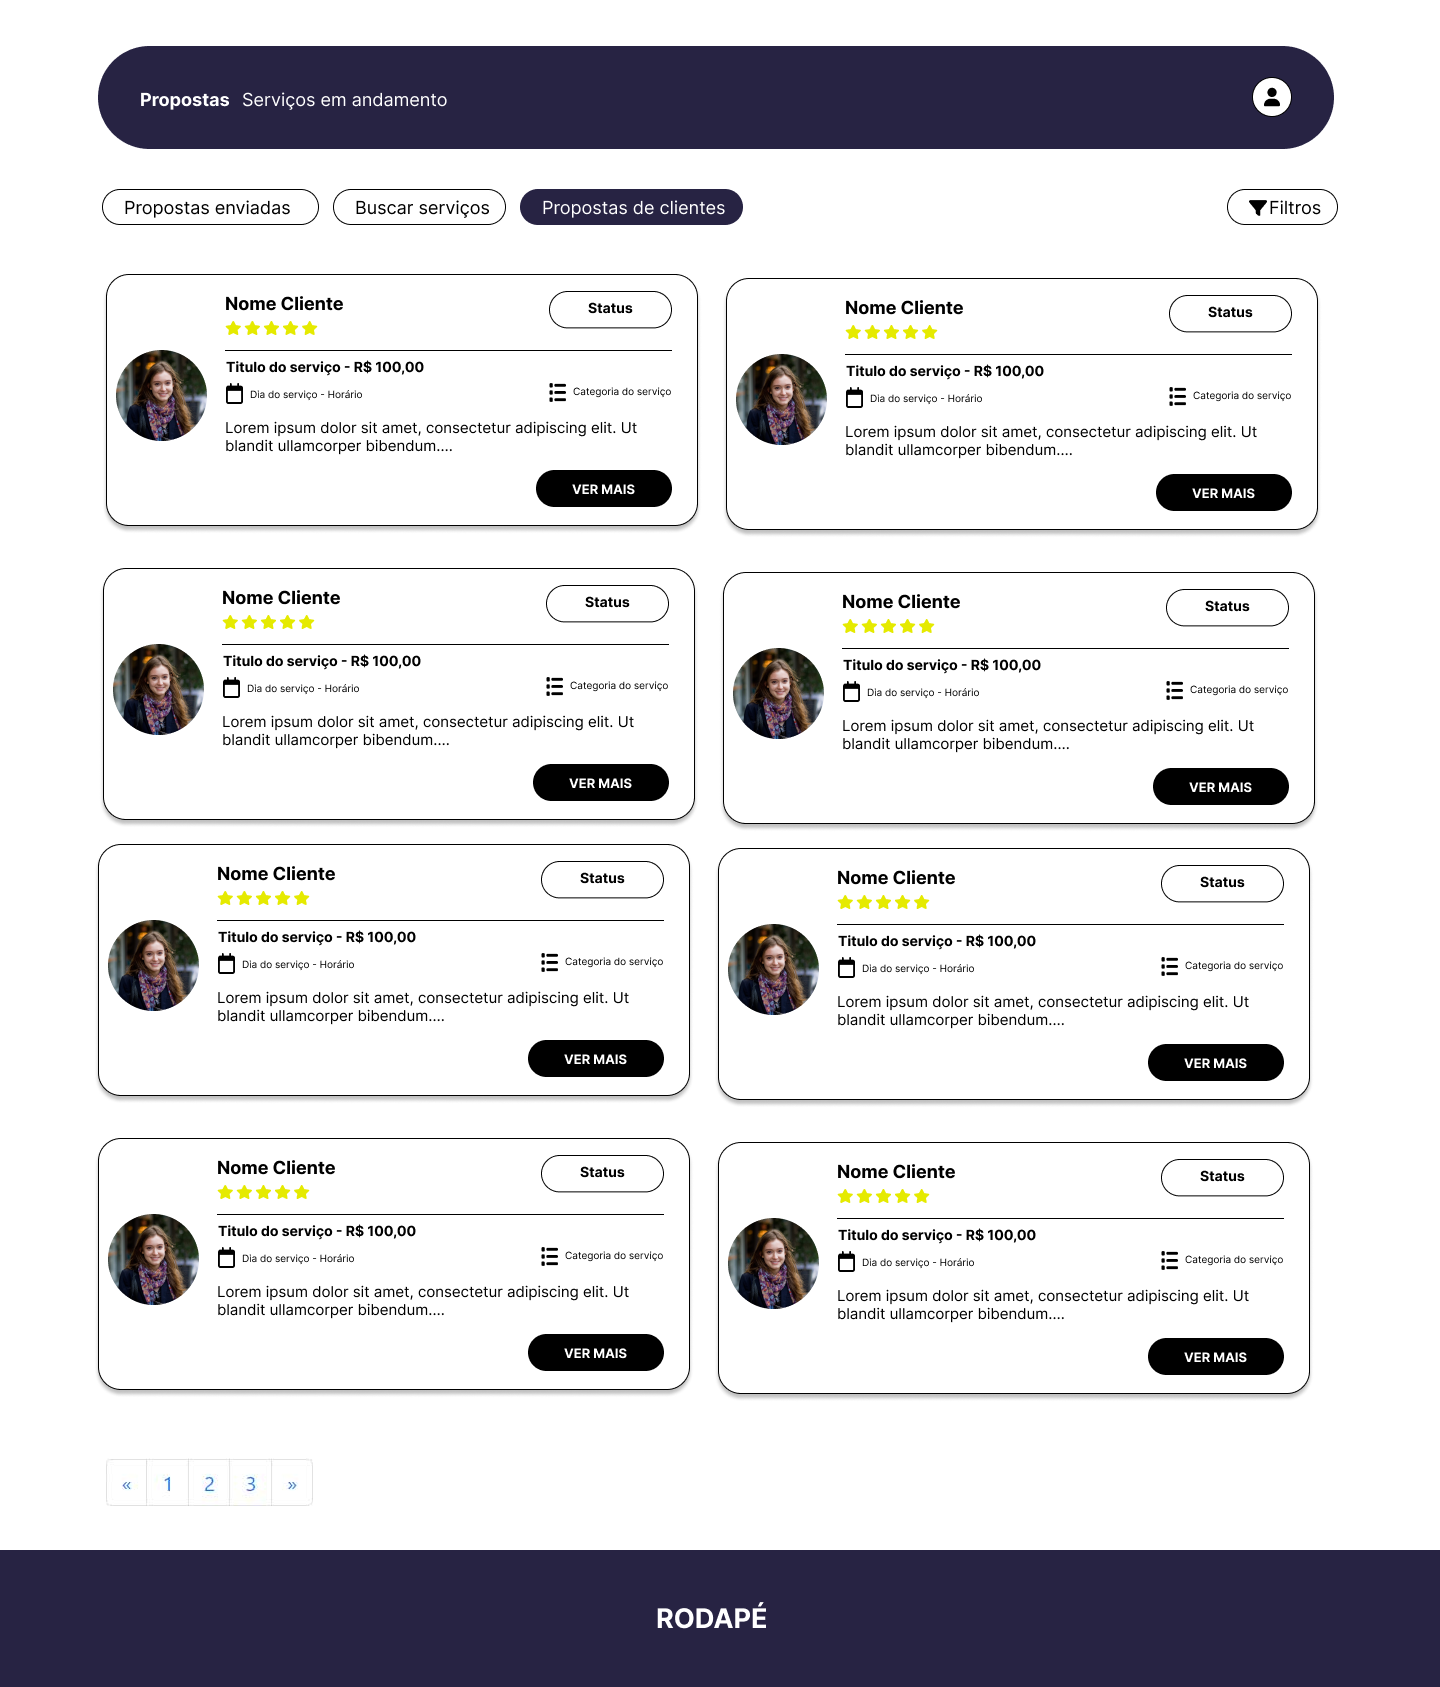 Propostas Serviços em andamento
Propostas enviadas Buscar serviços Propostas de clientes Filtros
Nome Cliente
Status
Titulo do serviço - R$ 100,00
Dia do serviço - Horário
Categoria do serviço
Lorem ipsum dolor sit amet, consectetur adipiscing elit. Ut
blandit ullamcorper bibendum....
VER MAIS
Nome Cliente
Status
Titulo do serviço - R$ 100,00
Dia do serviço - Horário
Categoria do serviço
Lorem ipsum dolor sit amet, consectetur adipiscing elit. Ut
blandit ullamcorper bibendum....
VER MAIS
Nome Cliente
Status
Titulo do serviço - R$ 100,00
Dia do serviço - Horário
Categoria do serviço
Lorem ipsum dolor sit amet, consectetur adipiscing elit. Ut
blandit ullamcorper bibendum....
VER MAIS
Nome Cliente
Status
Titulo do serviço - R$ 100,00
Dia do serviço - Horário
Categoria do serviço
Lorem ipsum dolor sit amet, consectetur adipiscing elit. Ut
blandit ullamcorper bibendum....
VER MAIS
Nome Cliente
Status
Titulo do serviço - R$ 100,00
Dia do serviço - Horário
Categoria do serviço
Lorem ipsum dolor sit amet, consectetur adipiscing elit. Ut
blandit ullamcorper bibendum....
VER MAIS
Nome Cliente
Status
Titulo do serviço - R$ 100,00
Dia do serviço - Horário
Categoria do serviço
Lorem ipsum dolor sit amet, consectetur adipiscing elit. Ut
blandit ullamcorper bibendum....
VER MAIS
Nome Cliente
Status
Titulo do serviço - R$ 100,00
Dia do serviço - Horário
Categoria do serviço
Lorem ipsum dolor sit amet, consectetur adipiscing elit. Ut
blandit ullamcorper bibendum....
VER MAIS
Nome Cliente
Status
Titulo do serviço - R$ 100,00
Dia do serviço - Horário
Categoria do serviço
Lorem ipsum dolor sit amet, consectetur adipiscing elit. Ut
blandit ullamcorper bibendum....
VER MAIS
« 1 2 3 »
RODAPÉ